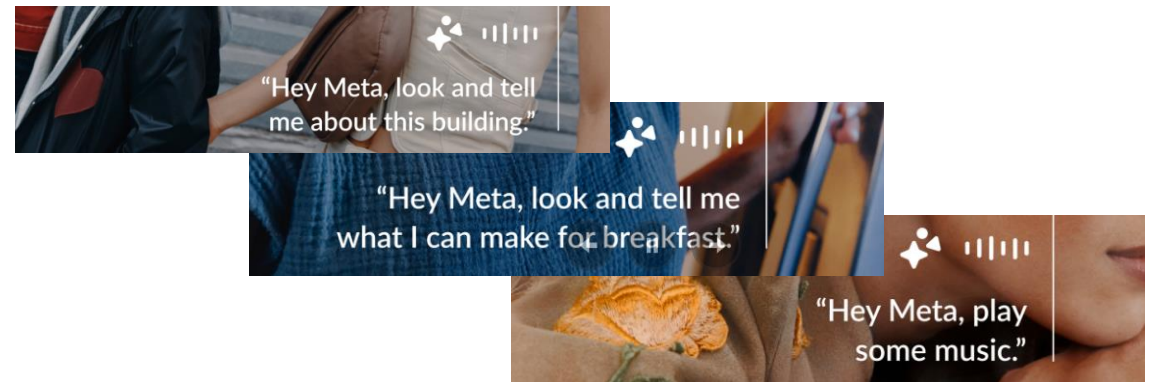 “Hey Meta, look and tell
me about this building.”
“Hey Meta, look and tell me
what I can make for breakfast.”
“Hey Meta, play
some music.”